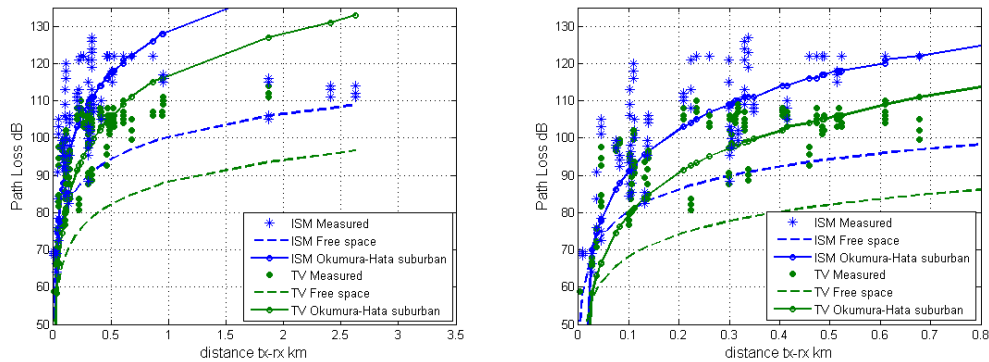 Path Loss dB
130
120
110
100
90
80
70
60
50
ISM Measured
ISM Free space
ISM Okumura-Hata suburban
TV Measured
TV Free space
TV Okumura-Hata suburban
0 0.5 1 1.5 2 2.5 3 3.5
distance tx-rx km
Path Loss dB
130
120
110
100
90
80
70
60
50
ISM Measured
ISM Free space
ISM Okumura-Hata suburban
TV Measured
TV Free space
TV Okumura-Hata suburban
0 0.1 0.2 0.3 0.4 0.5 0.6 0.7 0.8
distance tx-rx km